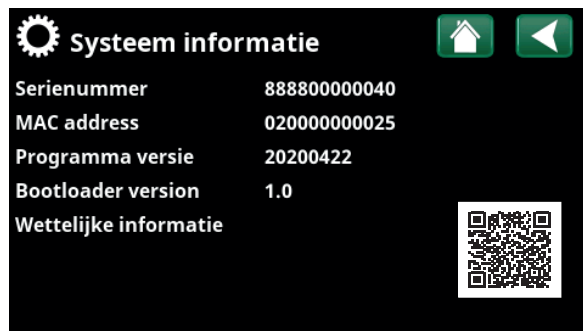 Systeem informatie
Serienummer 888800000040
MAC address 020000000025
Programma versie 20200422
Bootloader version 1.0
Wettelijke informatie